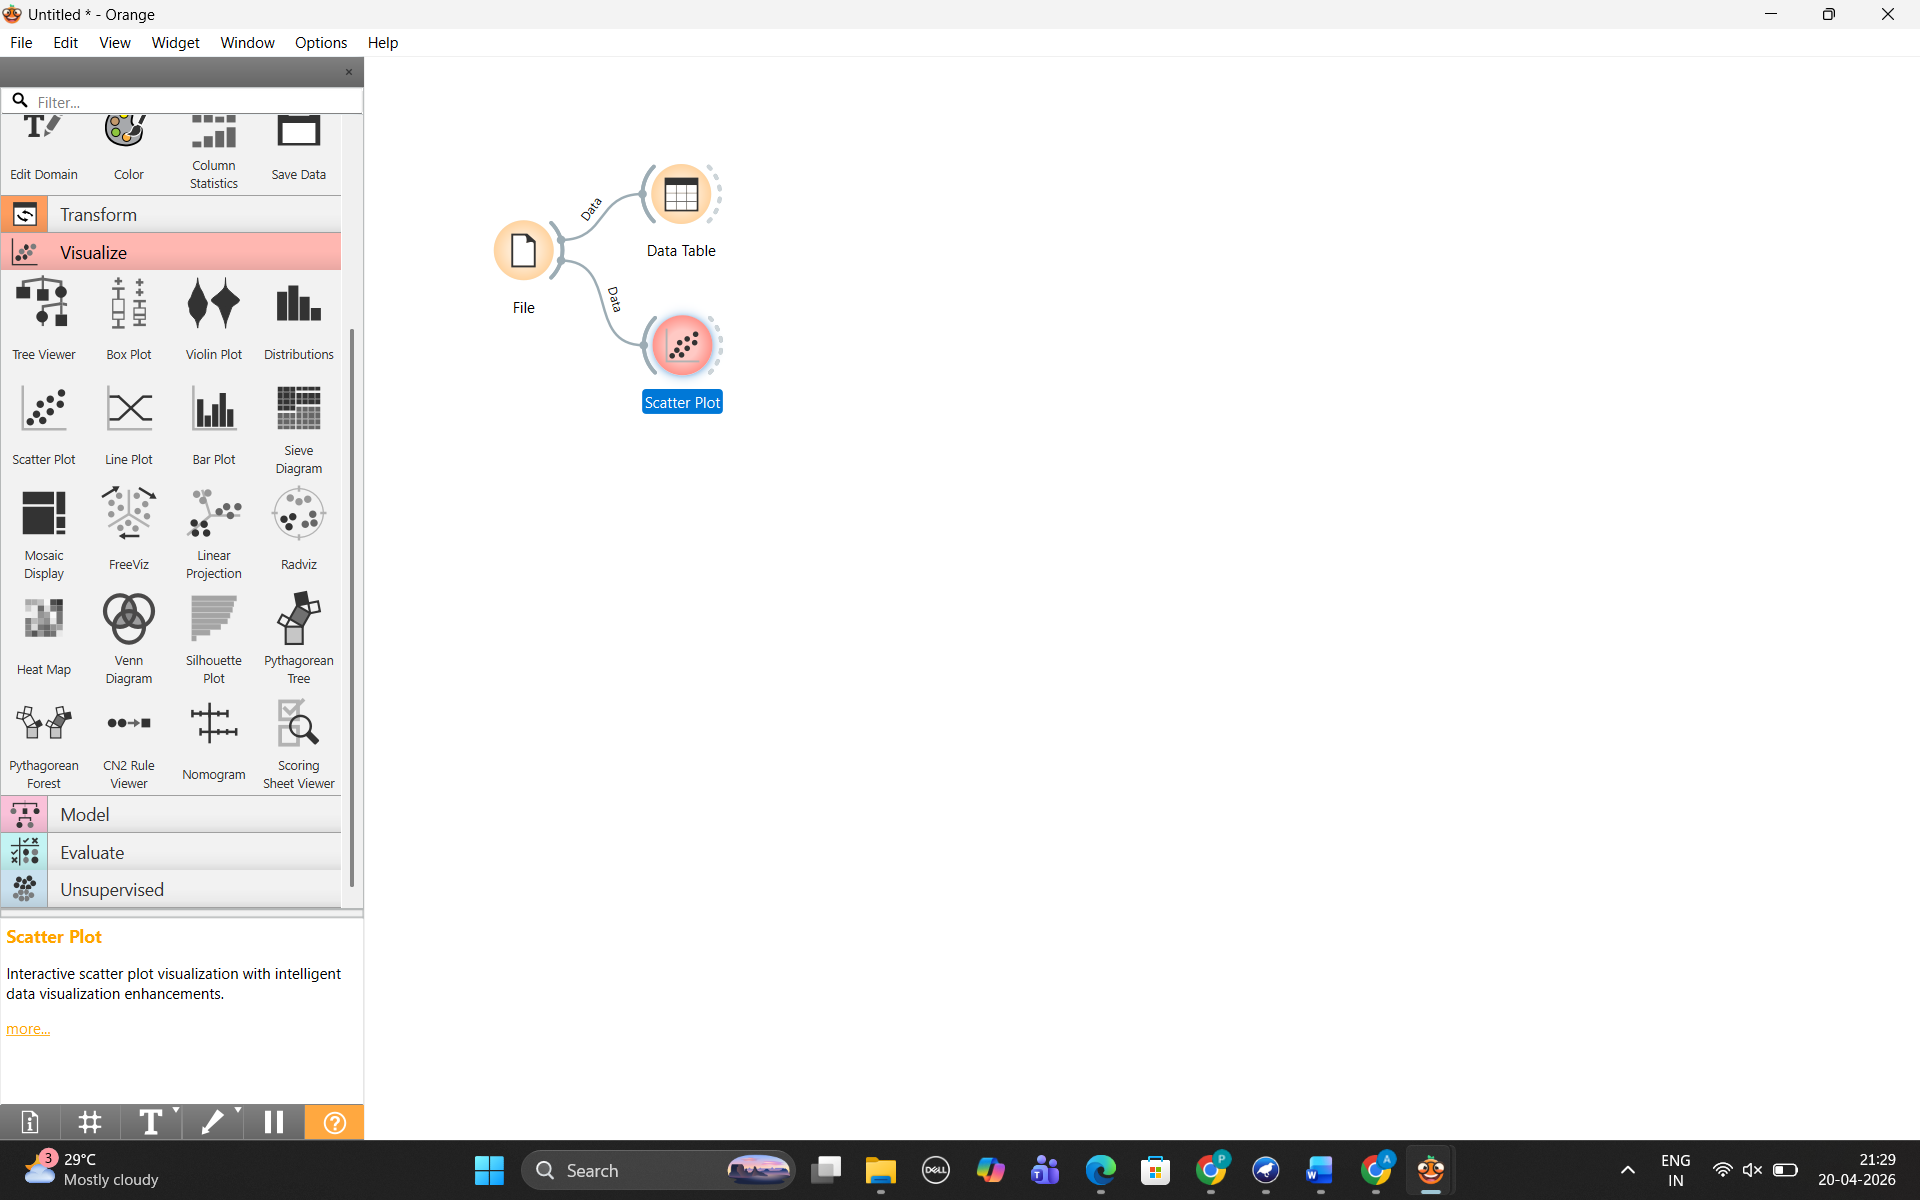 Untitled * - Orange
File Edit View Widget Window Options Help
×
Filter...
Edit Domain Color Column Statistics Save Data
Transform
Visualize
Tree Viewer Box Plot Violin Plot Distributions
Scatter Plot Line Plot Bar Plot Sieve Diagram
Mosaic Display FreeViz Linear Projection Radviz
Heat Map Venn Diagram Silhouette Plot Pythagorean Tree
Pythagorean Forest CN2 Rule Viewer Nomogram Scoring Sheet Viewer
Model
Evaluate
Unsupervised
Scatter Plot
Interactive scatter plot visualization with intelligent
data visualization enhancements.
more...
File
Data
Data Table
Data
Scatter Plot
3
29°C
Mostly cloudy
Search
DELL
T
P
W
A
ENG
IN
21:29
20-04-2026